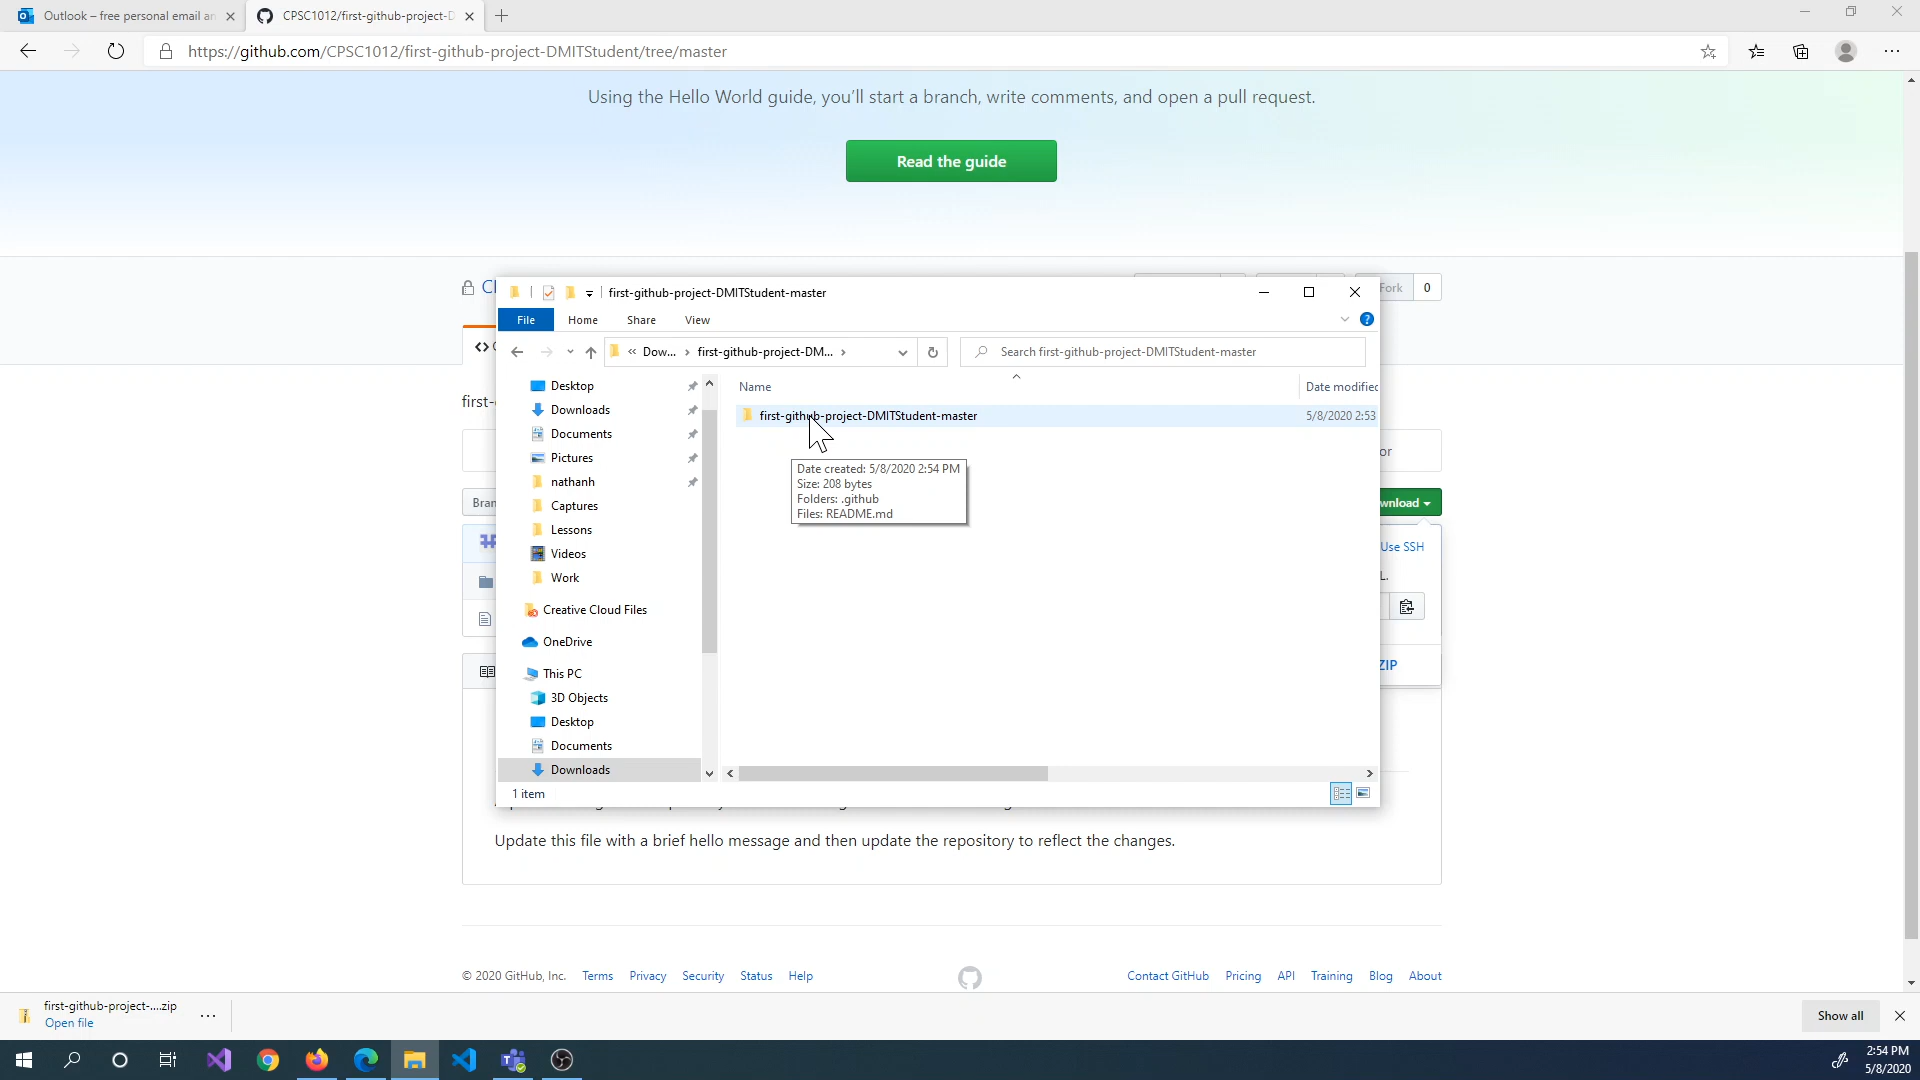 Outlook – free personal email an
CPSC1012/first-github-project-D
https://github.com/CPSC1012/first-github-project-DMITStudent/tree/master
Using the Hello World guide, you’ll start a branch, write comments, and open a pull request.
Read the guide
Fork 0
first-github-project-DMITStudent-master
File Home Share View
« Dow... › first-github-project-DM... ›
Search first-github-project-DMITStudent-master
Desktop
Downloads
Documents
Pictures
nathanh
Captures
Lessons
Videos
Work
Creative Cloud Files
OneDrive
This PC
3D Objects
Desktop
Documents
Downloads
Name Date modified
first-github-project-DMITStudent-master 5/8/2020 2:53
Date created: 5/8/2020 2:54 PM
Size: 208 bytes
Folders: .github
Files: README.md
1 item
first-
or
Bran
wnload
Use SSH
L.
ZIP
Update this file with a brief hello message and then update the repository to reflect the changes.
© 2020 GitHub, Inc. Terms Privacy Security Status Help
Contact GitHub Pricing API Training Blog About
first-github-project-....zip
Open file
Show all
2:54 PM
5/8/2020